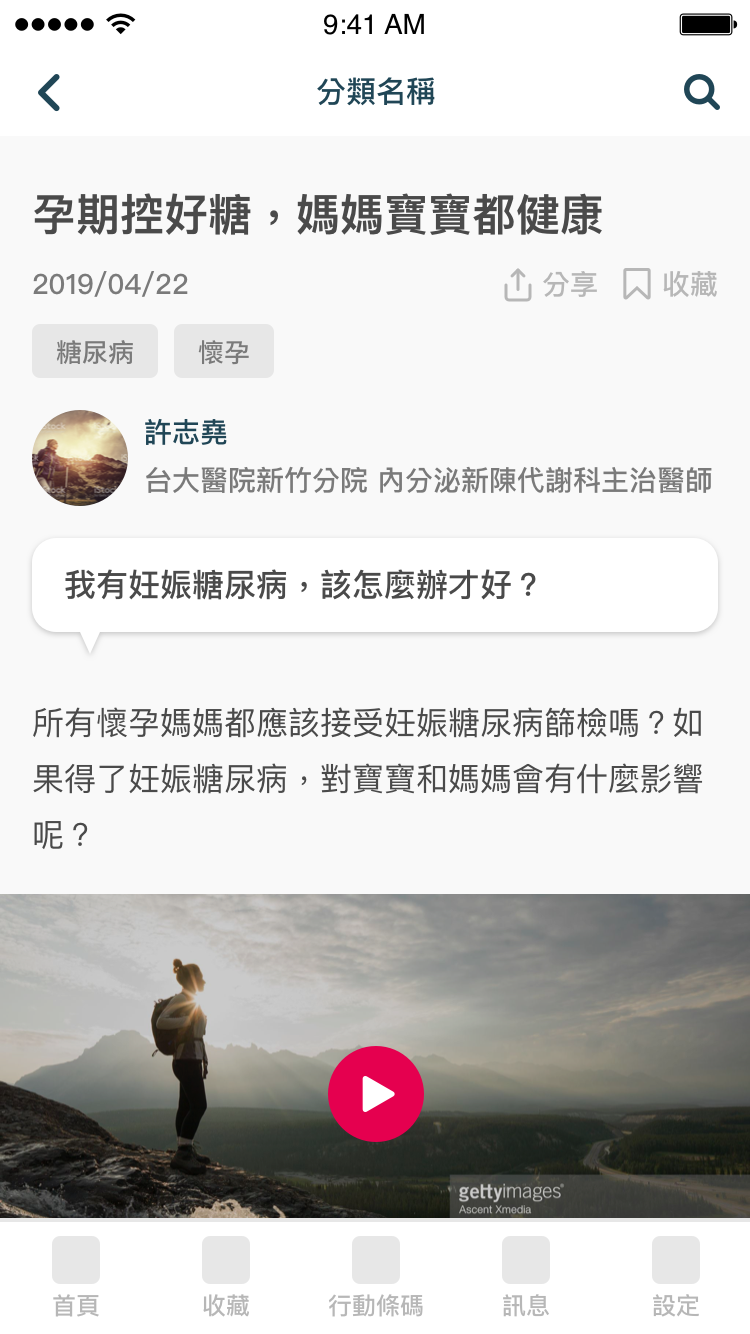 9:41 AM
分類名稱
孕期控好糖，媽媽寶寶都健康
2019/04/22
分享
收藏
糖尿病
懷孕
許志堯
台大醫院新竹分院 內分泌新陳代謝科主治醫師
我有妊娠糖尿病，該怎麼辦才好？
所有懷孕媽媽都應該接受妊娠糖尿病篩檢嗎？如
果得了妊娠糖尿病，對寶寶和媽媽會有什麼影響
呢？
gettyimages®
Ascent Xmedia
首頁
收藏
行動條碼
訊息
設定